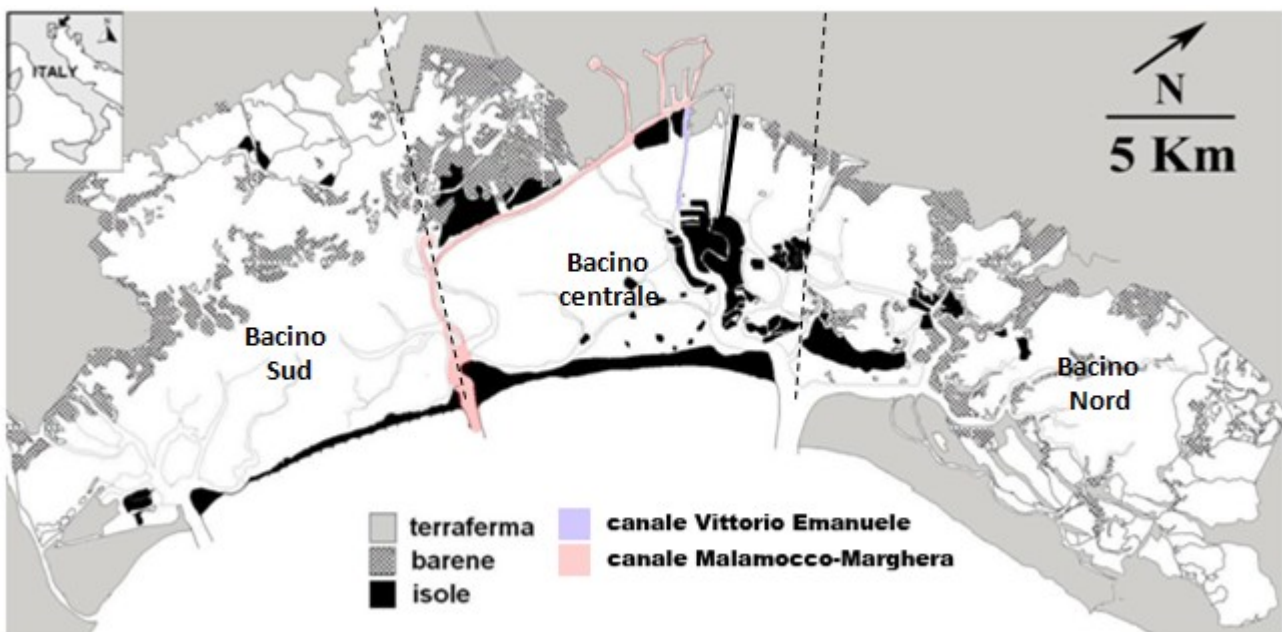 N
ITALY
N
5 Km
Bacino
centrale
Bacino
Sud
Bacino
Nord
terraferma
barene
isole
canale Vittorio Emanuele
canale Malamocco-Marghera